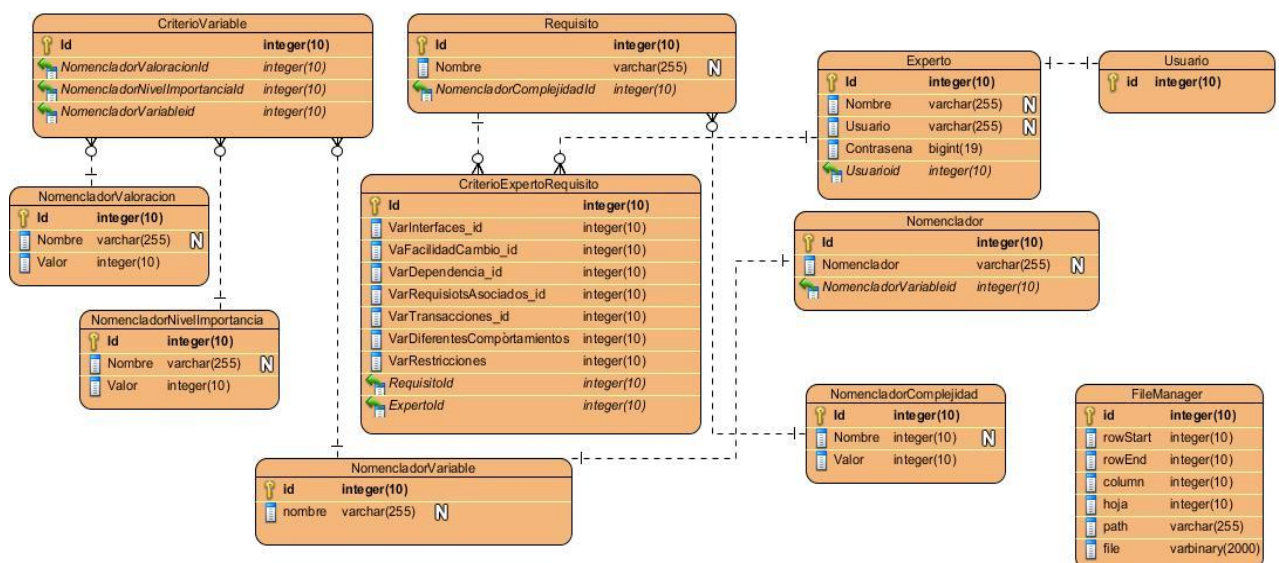 CriterioVariable
Id integer(10)
NomencladorValoracionId integer(10)
NomencladorNivelImportanciaId integer(10)
NomencladorVariableid integer(10)
Requisito
Id integer(10)
Nombre varchar(255) N
NomencladorComplejidadId integer(10)
Experto
Id integer(10)
Nombre varchar(255) N
Usuario varchar(255) N
Contrasena bigint(19)
Usuarioid integer(10)
Usuario
id integer(10)
NomencladorValoracion
Id integer(10)
Nombre varchar(255) N
Valor integer(10)
CriterioExpertoRequisito
Id integer(10)
VarInterfaces_id integer(10)
VaFacilidadCambio_id integer(10)
VarDependencia_id integer(10)
VarRequisiotsAsociados_id integer(10)
VarTransacciones_id integer(10)
VarDiferentesCompòrtamientos integer(10)
VarRestricciones integer(10)
RequisitoId integer(10)
ExpertoId integer(10)
Nomenclador
Id integer(10)
Nomenclador varchar(255) N
NomencladorVariableid integer(10)
NomencladorNivelImportancia
Id integer(10)
Nombre varchar(255) N
Valor integer(10)
NomencladorComplejidad
Id integer(10)
Nombre integer(10) N
Valor integer(10)
FileManager
id integer(10)
rowStart integer(10)
rowEnd integer(10)
column integer(10)
hoja integer(10)
path varchar(255)
file varbinary(2000)
NomencladorVariable
id integer(10)
nombre varchar(255) N